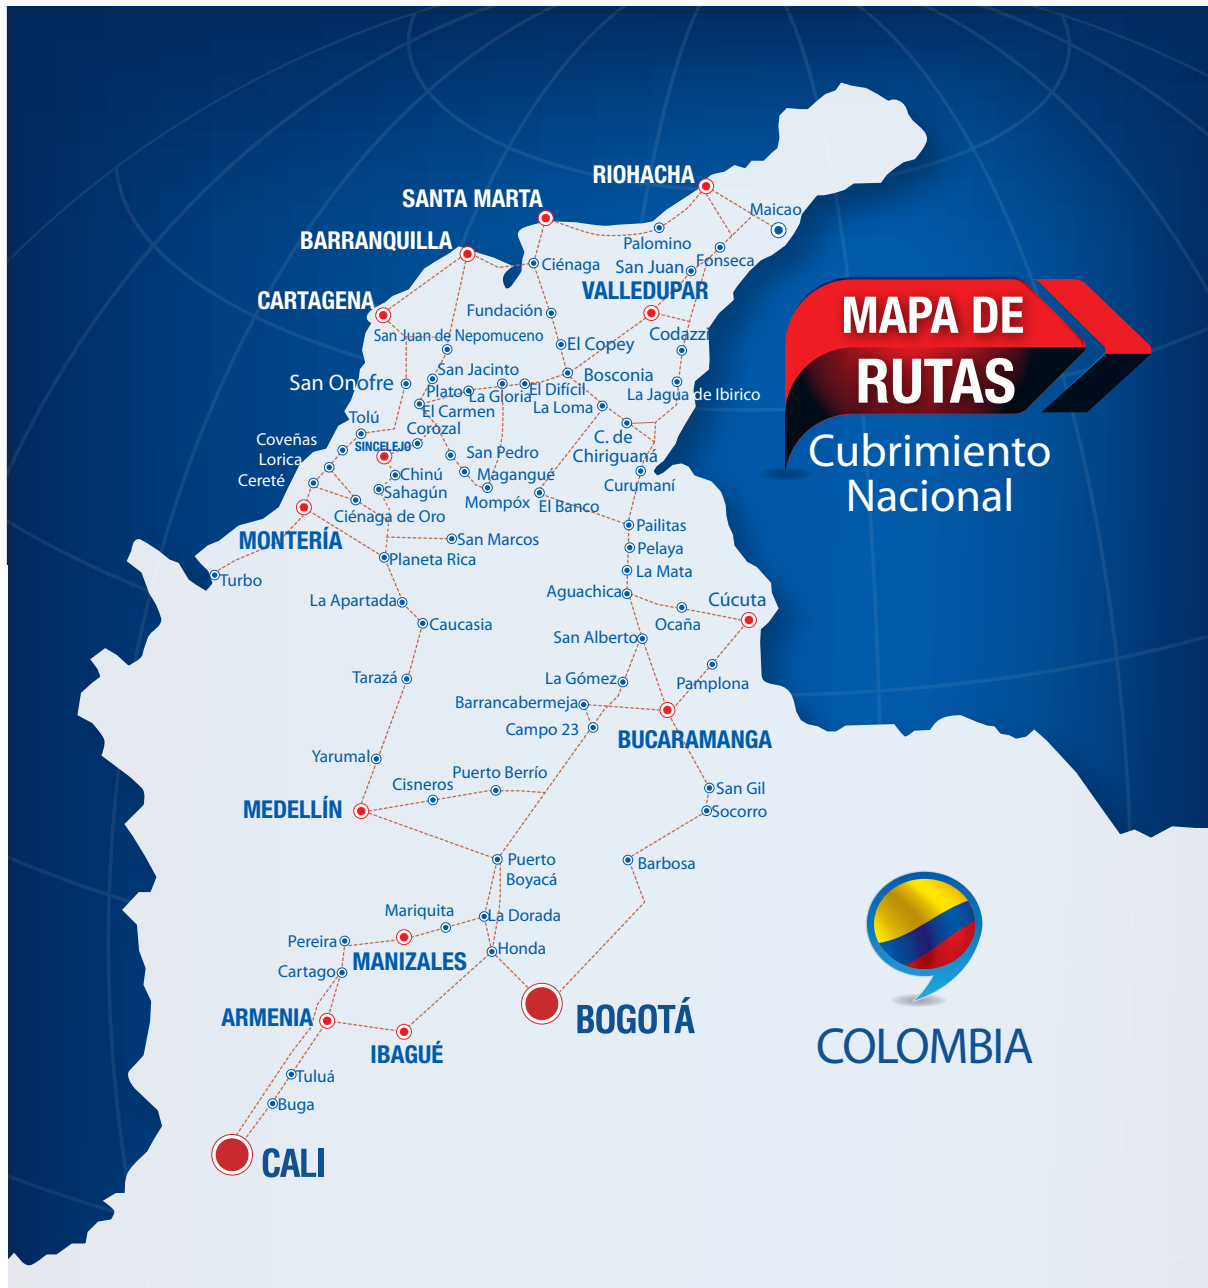 RIOHACHA
SANTA MARTA
Maicao
BARRANQUILLA
Palomino
Fonseca
Ciénaga
San Juan
VALLEDUPAR
CARTAGENA
Fundación
MAPA DE
RUTAS
Cubrimiento
Nacional
San Juan de Nepomuceno
Codazzi
El Copey
San Jacinto
Bosconia
San Onofre
Plato
La Gloria
El Difícil
La Jagua de Ibirico
El Carmen
La Loma
Tolú
Corozal
Coveñas
SINCELEJO
C. de
Chiriguaná
Lorica
San Pedro
Cereté
Chinú
Magangué
Curumaní
Sahagún
Mompóx
El Banco
Ciénaga de Oro
Pailitas
MONTERÍA
San Marcos
Pelaya
Planeta Rica
La Mata
Turbo
Aguachica
Cúcuta
La Apartada
Ocaña
Caucasia
San Alberto
Tarazá
La Gómez
Pamplona
Barrancabermeja
Campo 23
BUCARAMANGA
Yarumal
Puerto Berrío
Cisneros
San Gil
MEDELLÍN
Socorro
Puerto
Boyacá
Barbosa
Mariquita
La Dorada
Pereira
Honda
MANIZALES
Cartago
ARMENIA
BOGOTÁ
IBAGUÉ
COLOMBIA
Tuluá
Buga
CALI